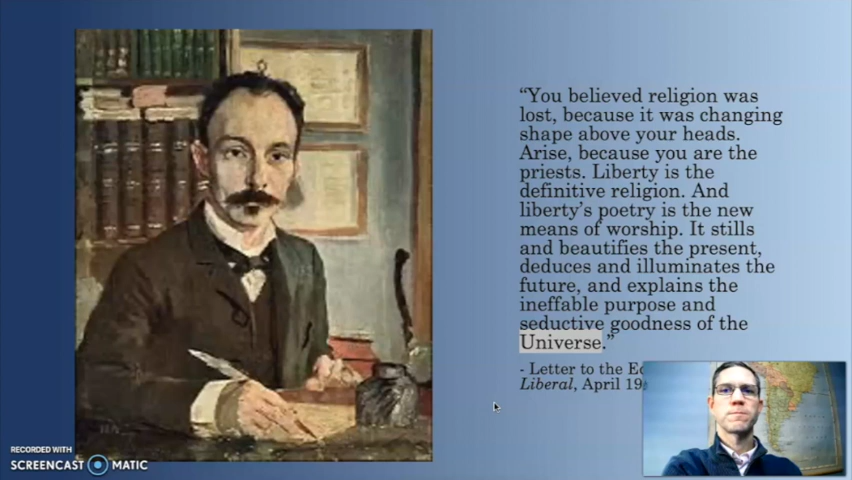 “You believed religion was
lost, because it was changing
shape above your heads.
Arise, because you are the
priests. Liberty is the
definitive religion. And
liberty’s poetry is the new
means of worship. It stills
and beautifies the present,
deduces and illuminates the
future, and explains the
ineffable purpose and
seductive goodness of the
Universe.”
- Letter to the
Liberal, April
RECORDED WITH
SCREENCAST MATIC